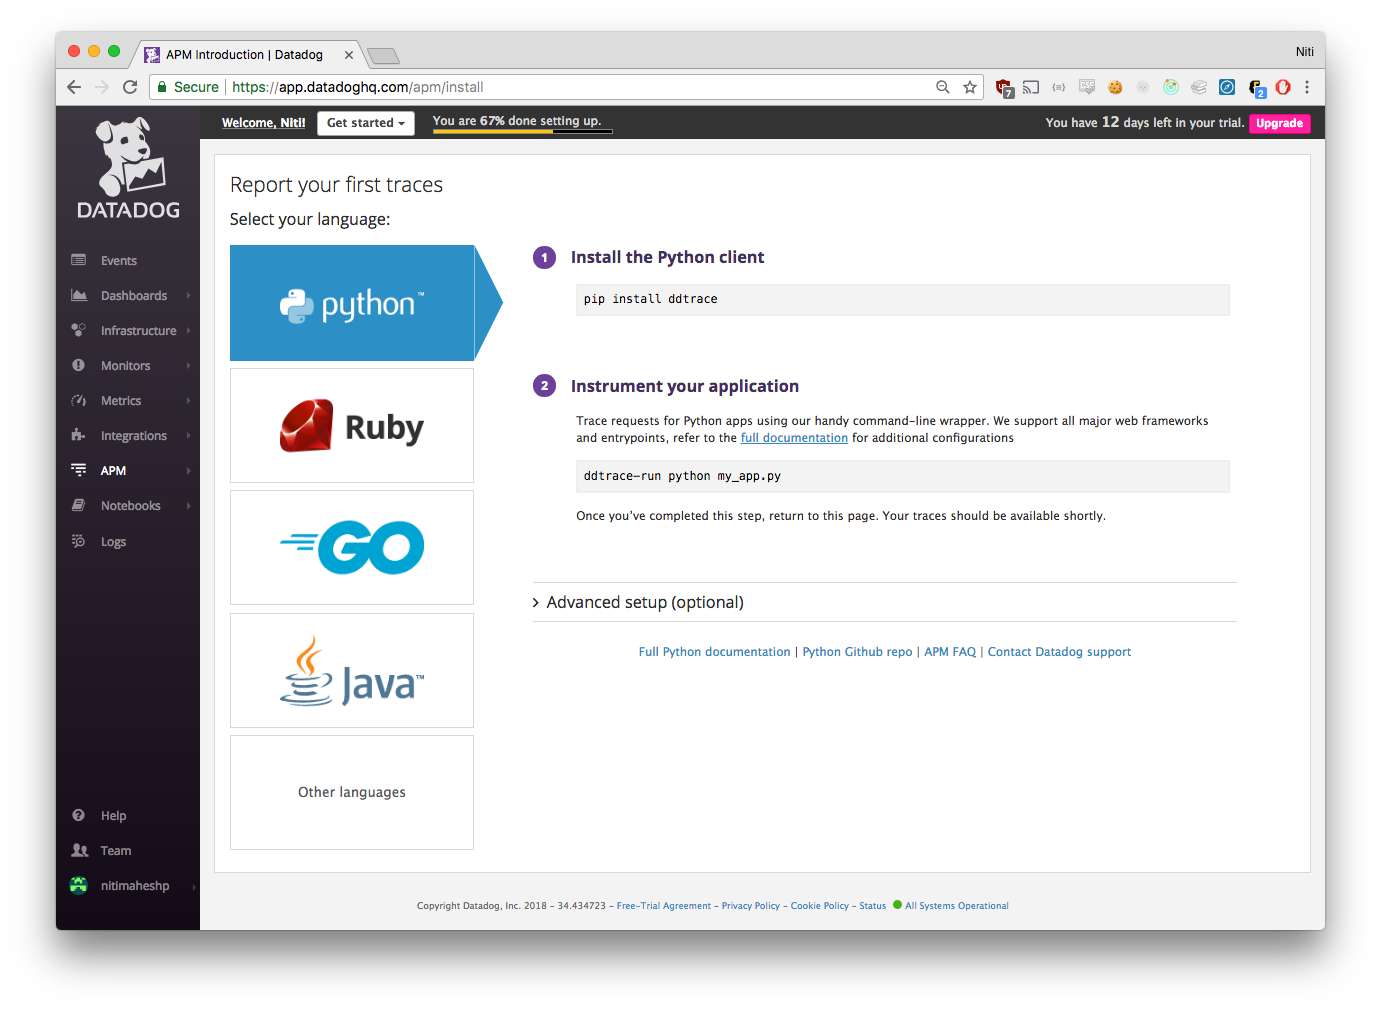 APM Introduction | Datadog
Niti
Secure | https://app.datadoghq.com/apm/install
7
2
DATADOG
Welcome, Niti!
Get started
You are 67% done setting up.
You have 12 days left in your trial.
Upgrade
Events
Dashboards
Infrastructure
Monitors
Metrics
Integrations
APM
Notebooks
Logs
Help
Team
nitimaheshp
Report your first traces
Select your language:
python™
Ruby
GO
Java™
Other languages
1 Install the Python client
pip install ddtrace
2 Instrument your application
Trace requests for Python apps using our handy command-line wrapper. We support all major web frameworks
and entrypoints, refer to the full documentation for additional configurations
ddtrace-run python my_app.py
Once you’ve completed this step, return to this page. Your traces should be available shortly.
Advanced setup (optional)
Full Python documentation | Python Github repo | APM FAQ | Contact Datadog support
Copyright Datadog, Inc. 2018 - 34.434723 - Free-Trial Agreement - Privacy Policy - Cookie Policy - Status All Systems Operational